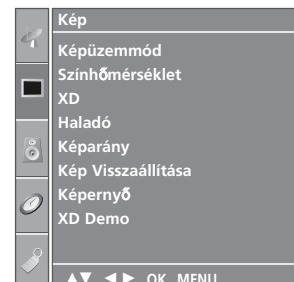 Kép
Képüzemmód
Színhőmérséklet
XD
Haladó
Képarány
Kép Visszaállítása
Képernyő
XD Demo
▲▼ ◄► OK MENU